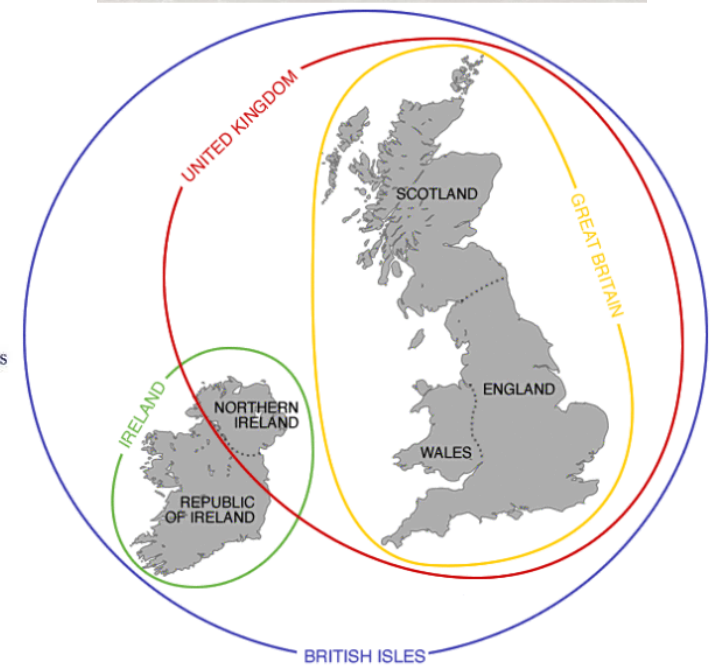 UNITED KINGDOM
SCOTLAND
GREAT BRITAIN
s
IRELAND
NORTHERN
IRELAND
ENGLAND
WALES
REPUBLIC
OF IRELAND
BRITISH ISLES